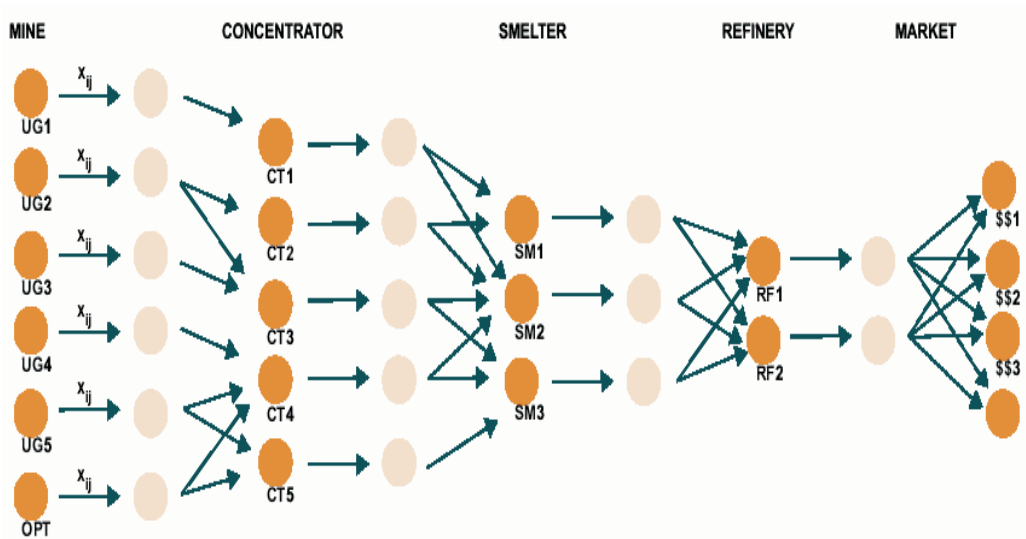 MINE CONCENTRATOR SMELTER REFINERY MARKET
Xij
UG1
Xij
UG2
Xij
UG3
Xij
UG4
Xij
UG5
Xij
OPT
CT1
CT2
CT3
CT4
CT5
SM1
SM2
SM3
RF1
RF2
$$1
$$2
$$3